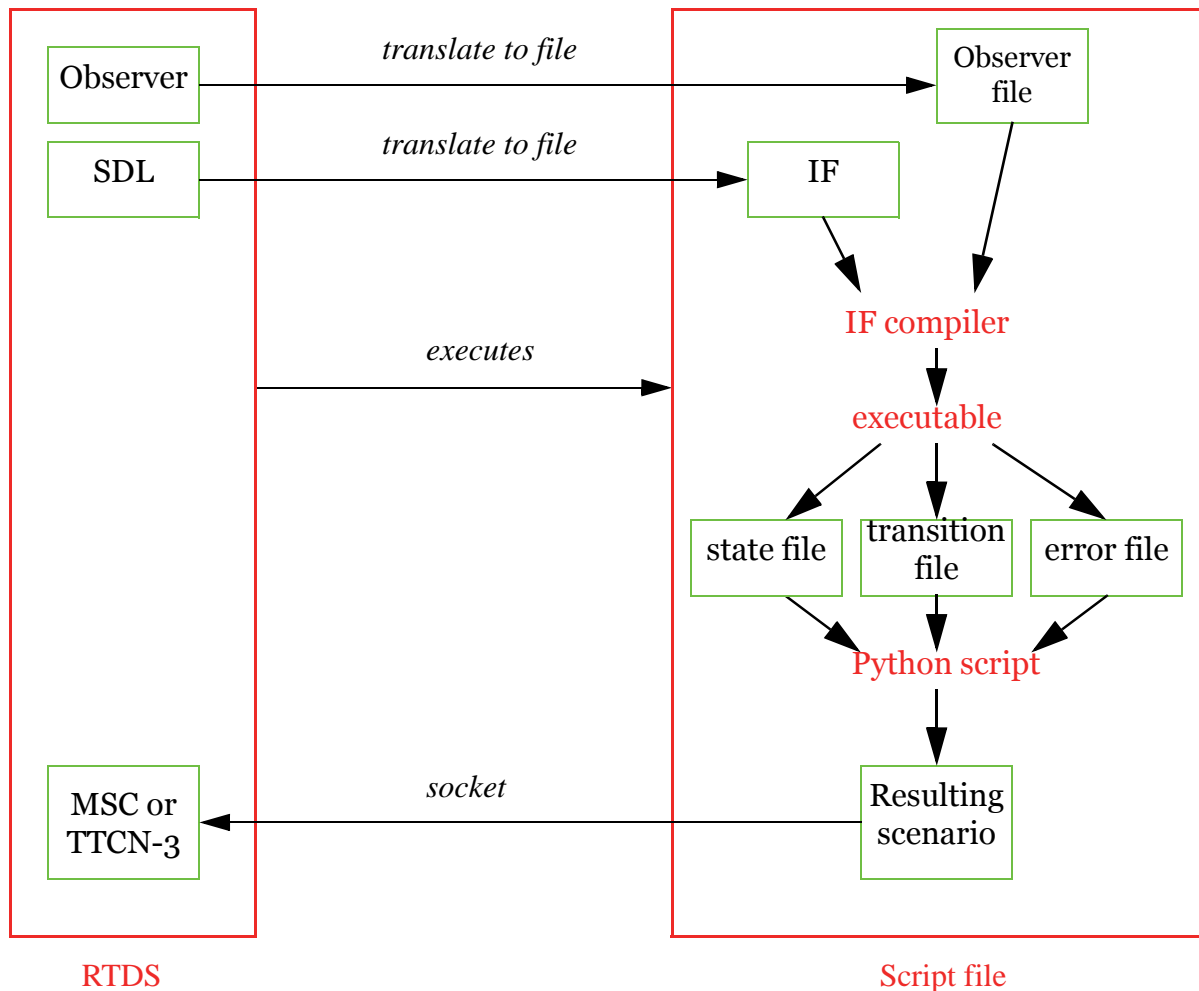 translate to file
Observer
Observer
file
translate to file
SDL
IF
IF compiler
executes
executable
state file
transition
file
error file
Python script
MSC or
TTCN-3
socket
Resulting
scenario
RTDS
Script file